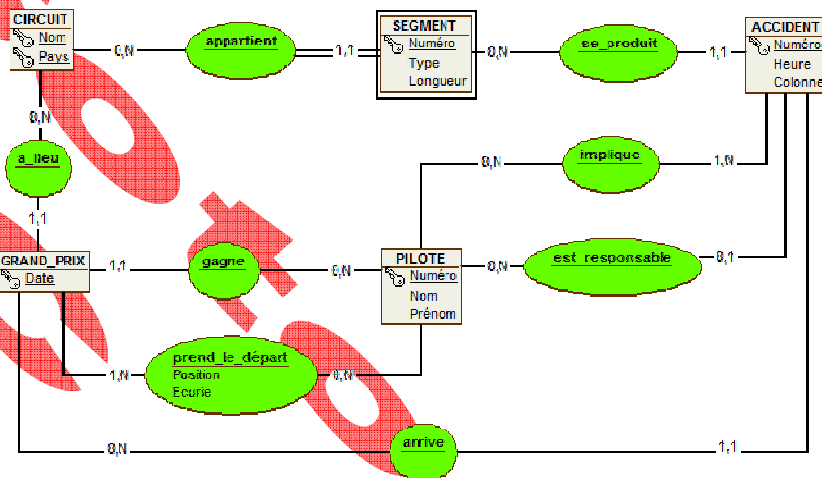 CIRCUIT
Nom
Pays
0,N
appartient
1,1
SEGMENT
Numéro
Type
Longueur
0,N
se_produit
1,1
ACCIDENT
Numéro
Heure
Colonne
0,N
a_lieu
1,1
0,N
implique
1,N
GRAND_PRIX
Date
1,1
gagne
0,N
PILOTE
Numéro
Nom
Prénom
0,N
est_responsable
0,1
1,N
prend_le_départ
Position
Ecurie
0,N
0,N
arrive
1,1